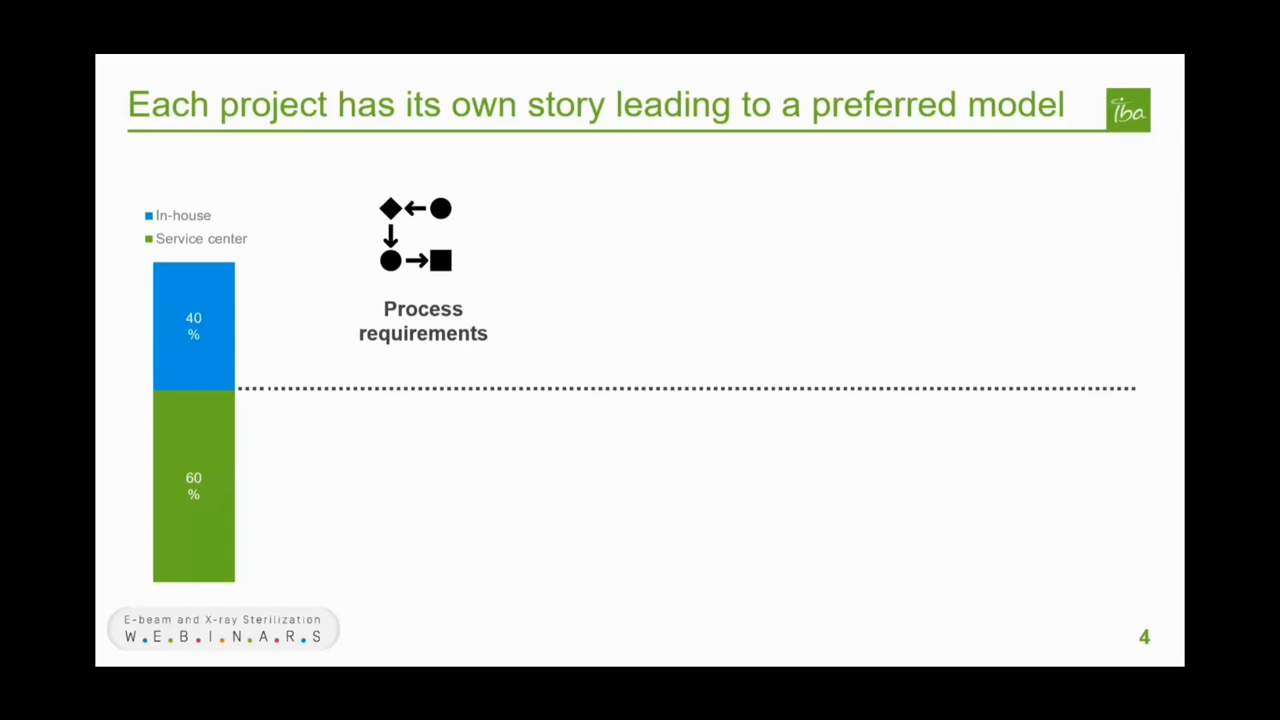 Each project has its own story leading to a preferred model
iba
In-house
Service center
40
%
Process
requirements
60
%
E-beam and X-ray Sterilization
W.E.B.I.N.A.R.S
4